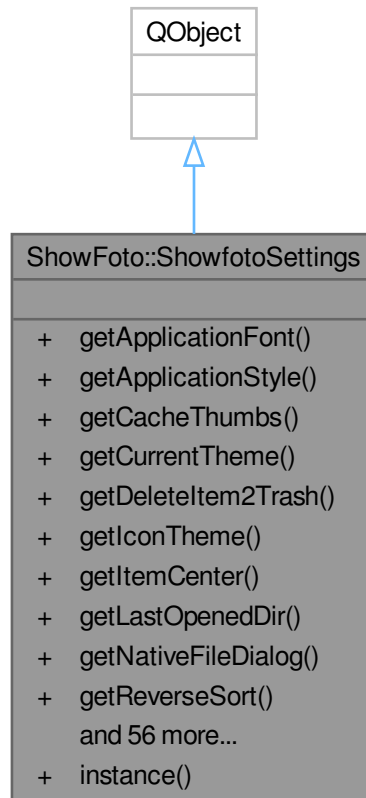 QObject
ShowFoto::ShowfotoSettings
+ getApplicationFont()
+ getApplicationStyle()
+ getCacheThumbs()
+ getCurrentTheme()
+ getDeleteItem2Trash()
+ getIconTheme()
+ getItemCenter()
+ getLastOpenedDir()
+ getNativeFileDialog()
+ getReverseSort()
and 56 more...
+ instance()